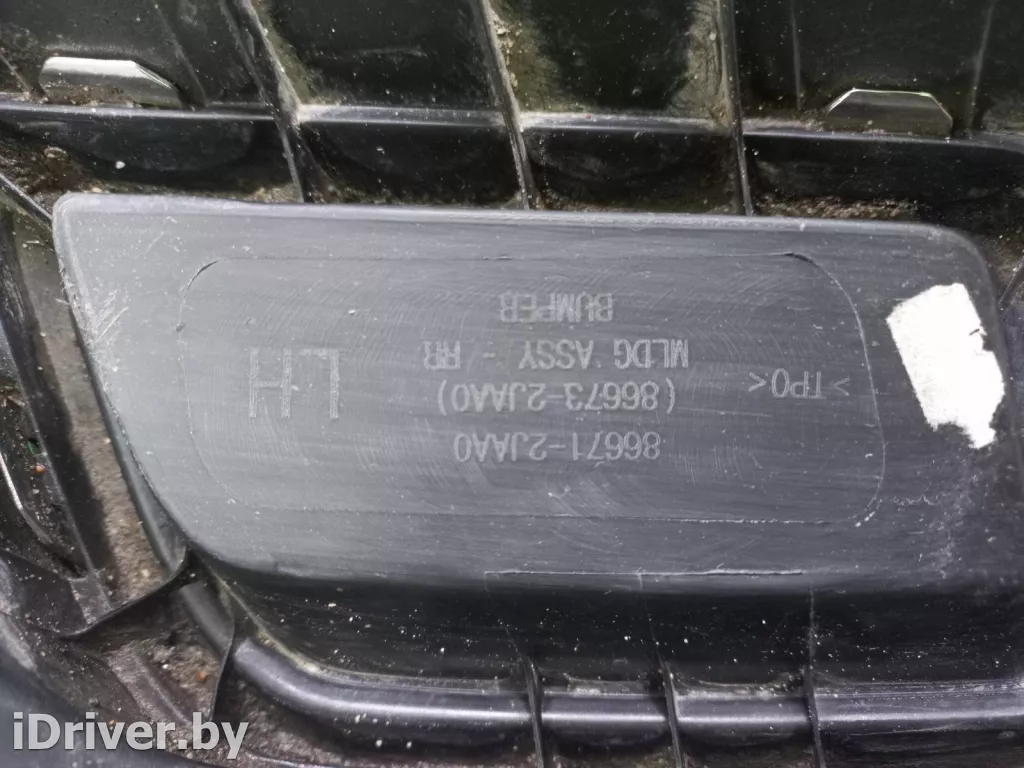 86671-2JAA0
(86673-2JAA0)
MLDG ASSY - RR
BUMPER
LH
>TPO<
iDriver.by